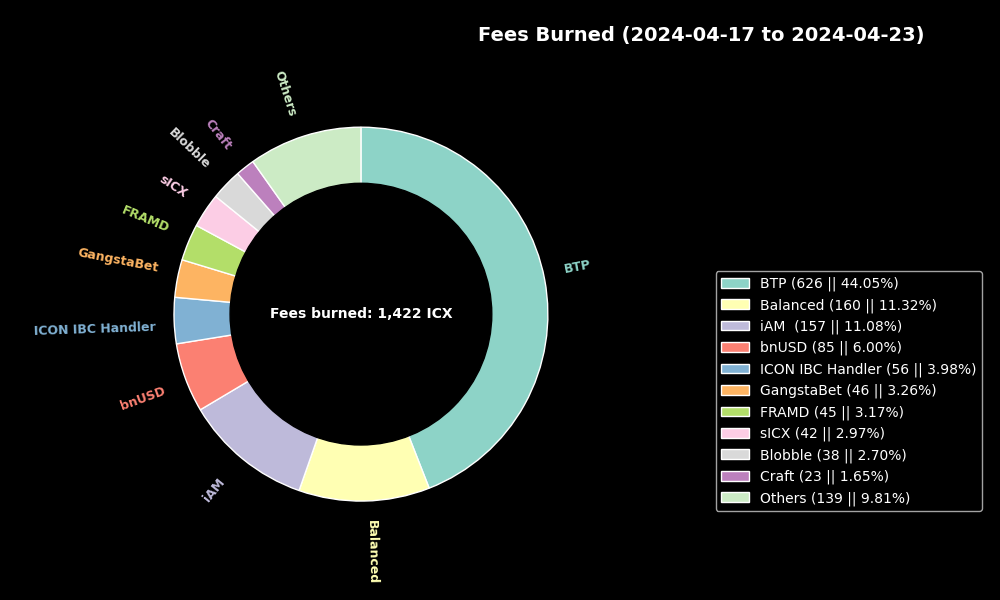 Fees Burned (2024-04-17 to 2024-04-23)
Others
Craft
Blobble
sICX
FRAMD
GangstaBet
ICON IBC Handler
bnUSD
iAM
Balanced
BTP
Fees burned: 1,422 ICX
BTP (626 || 44.05%)
Balanced (160 || 11.32%)
iAM  (157 || 11.08%)
bnUSD (85 || 6.00%)
ICON IBC Handler (56 || 3.98%)
GangstaBet (46 || 3.26%)
FRAMD (45 || 3.17%)
sICX (42 || 2.97%)
Blobble (38 || 2.70%)
Craft (23 || 1.65%)
Others (139 || 9.81%)